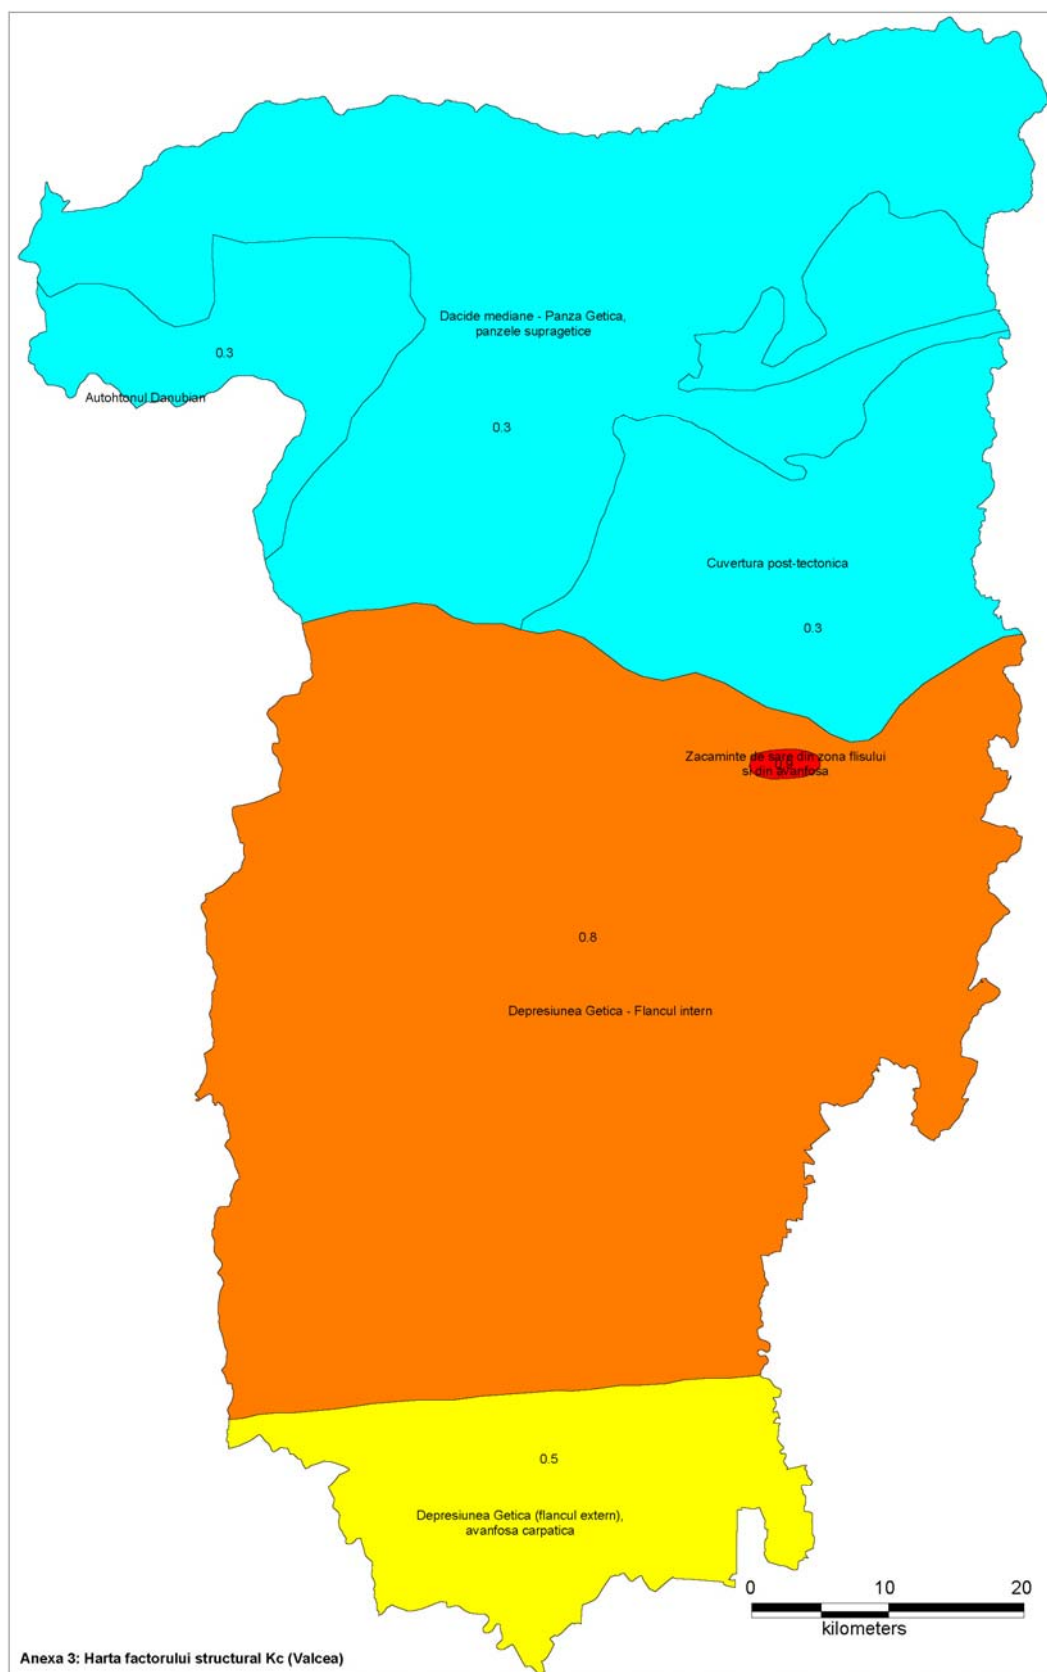 Dacide mediane - Panza Getica,
panzele supragetice
0.3
Autohtonul Danubian
0.3
Cuvertura post-tectonica
0.3
Zacaminte de sare din zona flisului
si din avanfosa
0.9
0.8
Depresiunea Getica - Flancul intern
0.5
Depresiunea Getica (flancul extern),
avanfosa carpatica
0 10 20
kilometers
Anexa 3: Harta factorului structural Kc (Valcea)